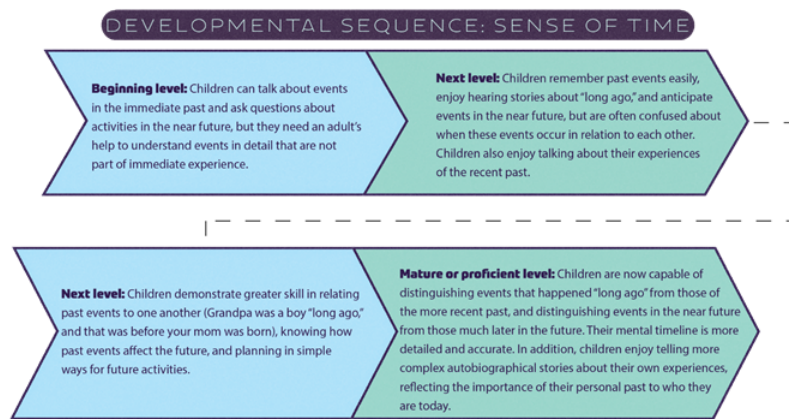 DEVELOPMENTAL SEQUENCE: SENSE OF TIME
Beginning level: Children can talk about events
in the immediate past and ask questions about
activities in the near future, but they need an adult's
help to understand events in detail that are not
part of immediate experience.
Next level: Children remember past events easily,
enjoy hearing stories about "long ago," and anticipate
events in the near future, but are often confused about
when these events occur in relation to each other.
Children also enjoy talking about their experiences
of the recent past.
Next level: Children demonstrate greater skill in relating
past events to one another (Grandpa was a boy "long ago,"
and that was before your mom was born), knowing how
past events affect the future, and planning in simple
ways for future activities.
Mature or proficient level: Children are now capable of
distinguishing events that happened "long ago" from those of
the more recent past, and distinguishing events in the near future
from those much later in the future. Their mental timeline is more
detailed and accurate. In addition, children enjoy telling more
complex autobiographical stories about their own experiences,
reflecting the importance of their personal past to who they
are today.